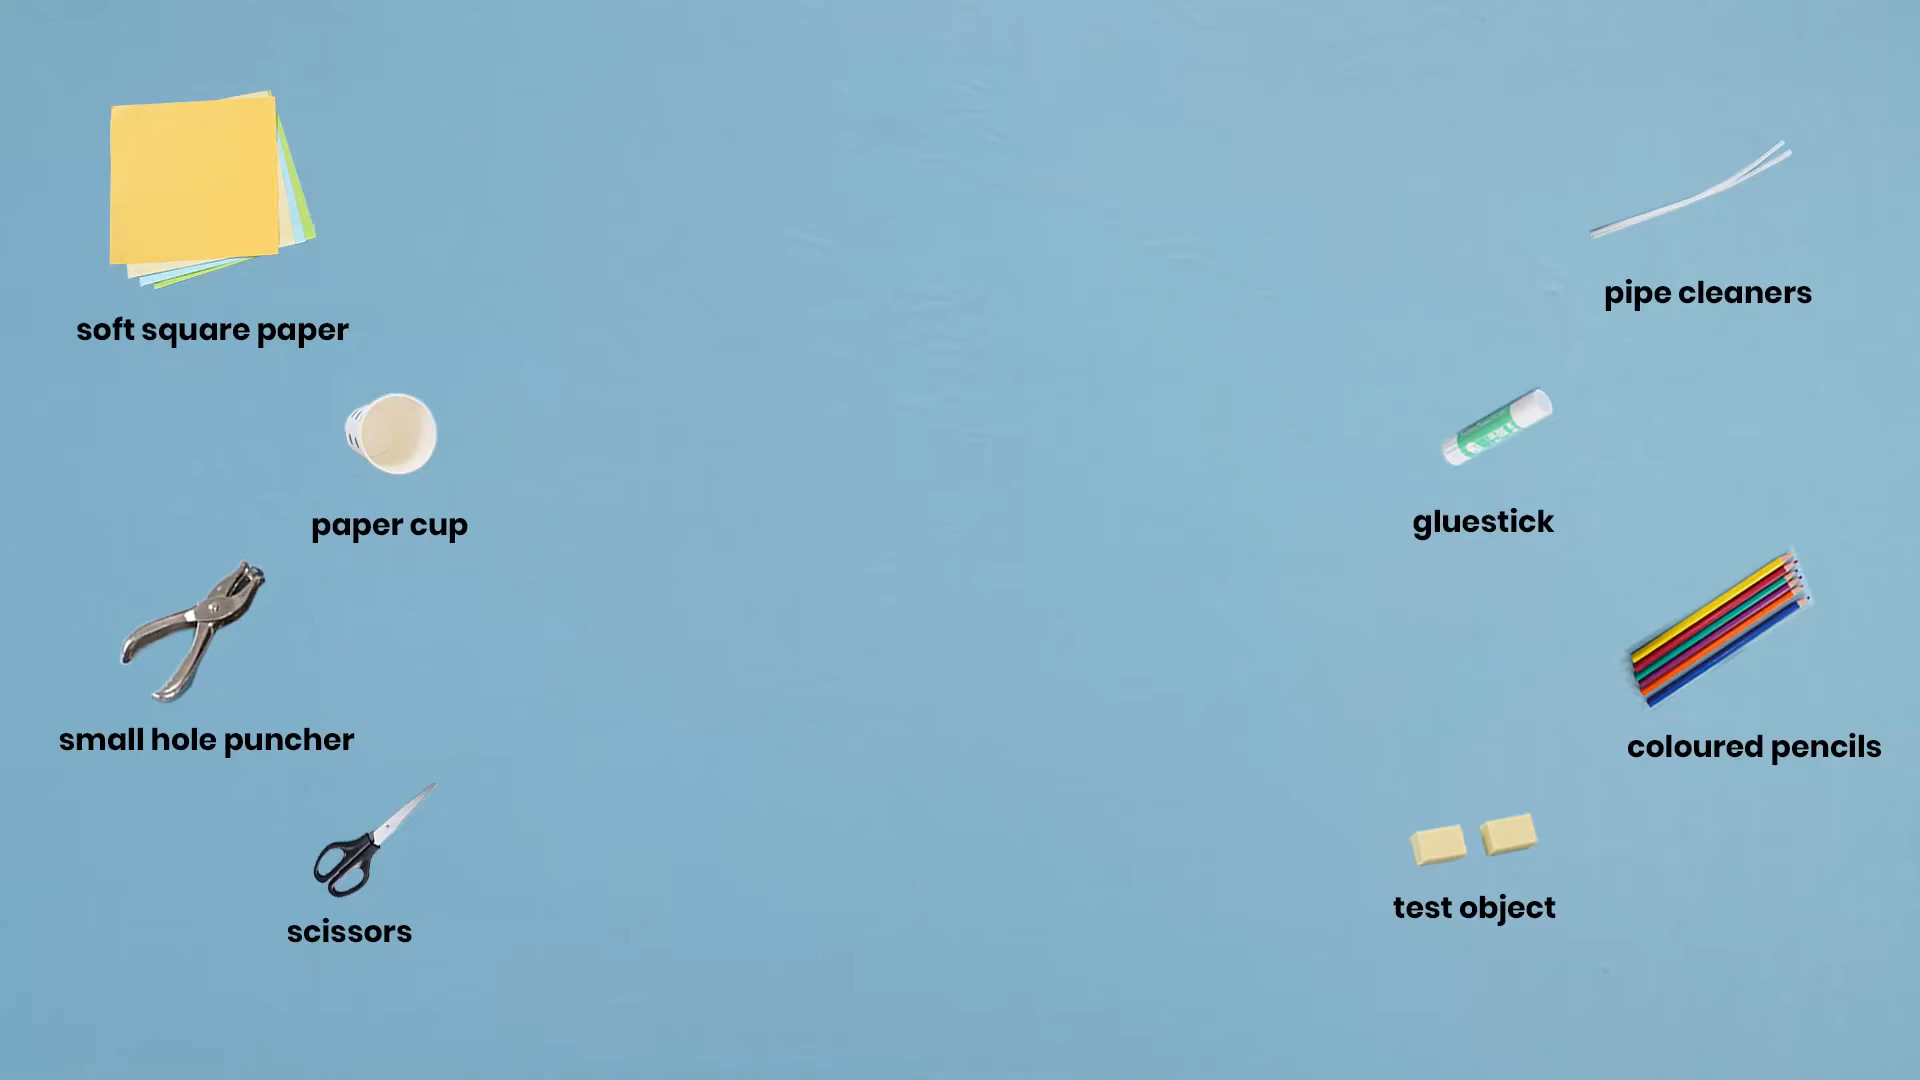 soft square paper
pipe cleaners
paper cup
gluestick
small hole puncher
coloured pencils
scissors
test object